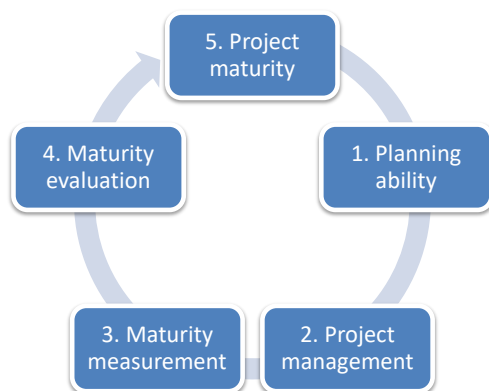 5. Project
maturity
1. Planning
ability
2. Project
management
3. Maturity
measurement
4. Maturity
evaluation